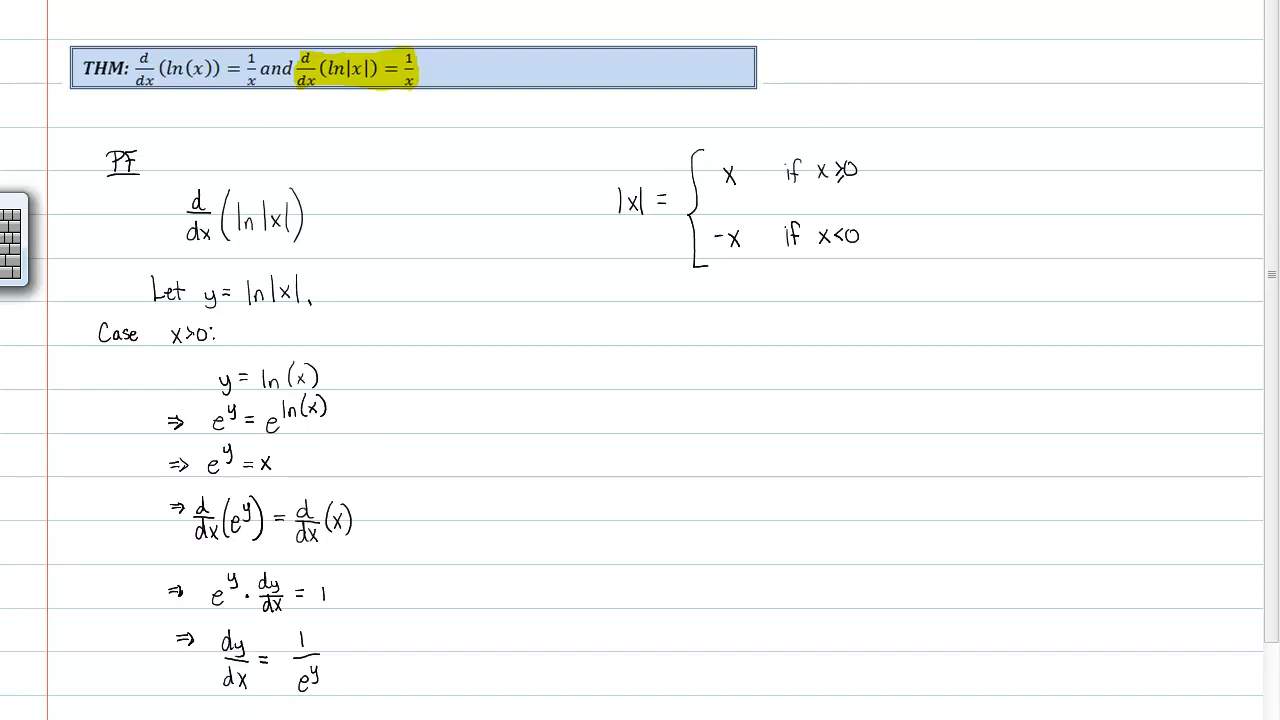 THM: d/dx (ln(x)) = 1/x and d/dx (ln|x|) = 1/x
PF
d/dx (ln |x|)
|x| = { x if x ≥ 0
-x if x < 0
Let y = ln |x|,
Case x > 0:
y = ln (x)
⇒ e^y = e^ln(x)
⇒ e^y = x
⇒ d/dx (e^y) = d/dx (x)
⇒ e^y · dy/dx = 1
⇒ dy/dx = 1/e^y